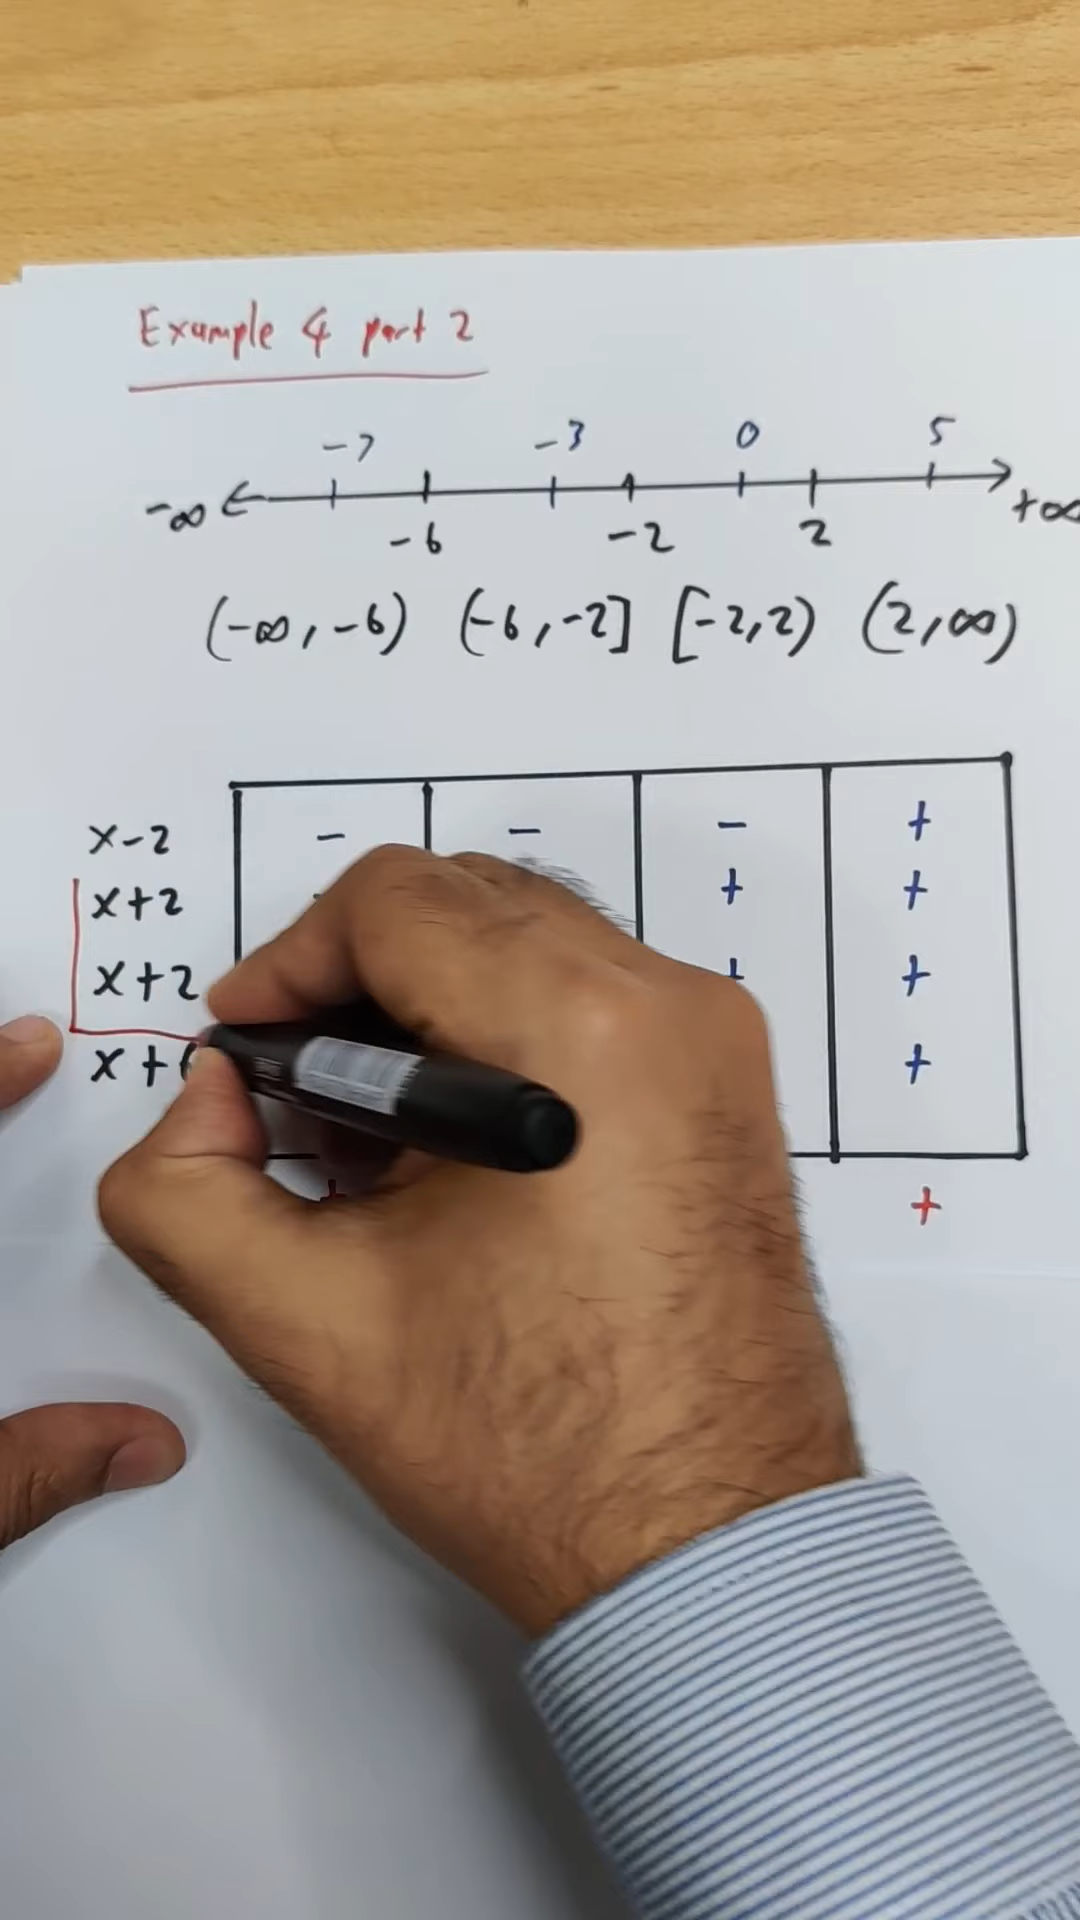 Example 4 part 2
-7 -3 0 5
-∞ +∞
-6 -2 2
(-∞, -6) (-6, -2] [-2, 2) (2, ∞)
x-2 - - - +
x+2 + +
x+2 + +
x+ +
+ +